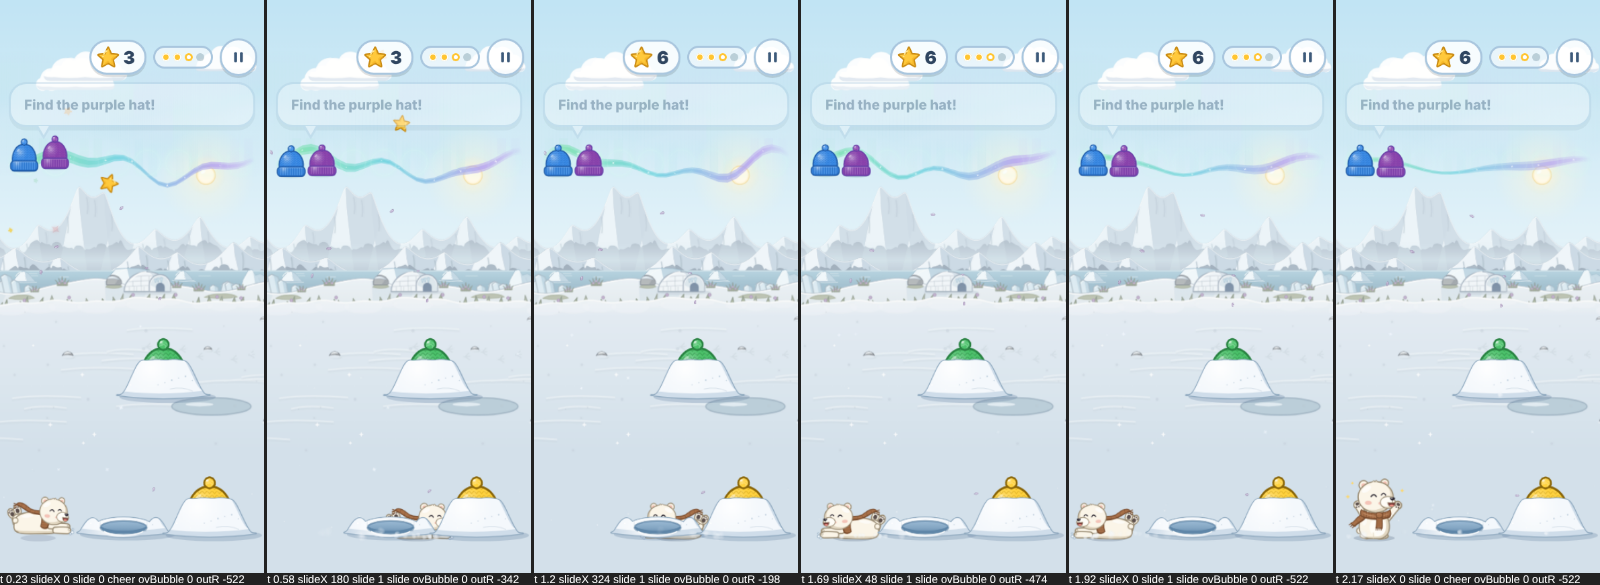 3
Find the purple hat!
t 0.23 slideX 0 slide 0 cheer ovBubble 0 outR -522
3
Find the purple hat!
t 0.58 slideX 180 slide 1 slide ovBubble 0 outR -342
6
Find the purple hat!
t 1.2 slideX 324 slide 1 slide ovBubble 0 outR -198
6
Find the purple hat!
t 1.69 slideX 48 slide 1 slide ovBubble 0 outR -474
6
Find the purple hat!
t 1.92 slideX 0 slide 1 slide ovBubble 0 outR -522
6
Find the purple hat!
t 2.17 slideX 0 slide 0 cheer ovBubble 0 outR -522